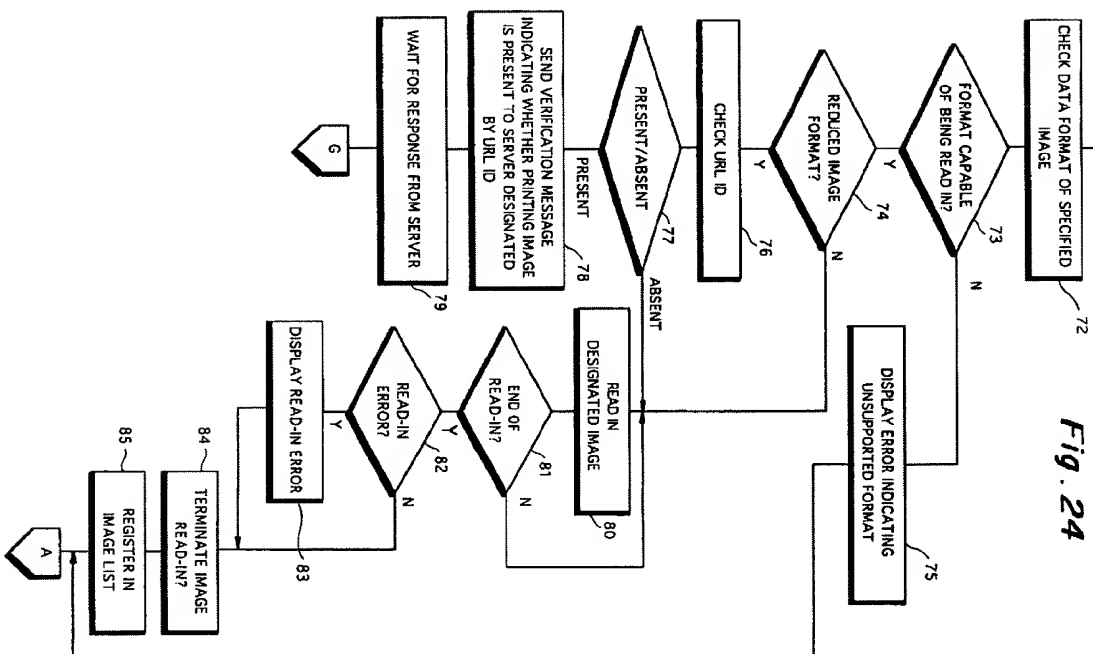 Fig. 24
CHECK DATA FORMAT OF SPECIFIED
IMAGE
72
FORMAT CAPABLE
OF BEING READ IN?
73
N
Y
DISPLAY ERROR INDICATING
UNSUPPORTED FORMAT
75
REDUCED IMAGE
FORMAT?
74
N
Y
CHECK URL ID
76
PRESENT/ABSENT
77
ABSENT
PRESENT
SEND VERIFICATION MESSAGE
INDICATING WHETHER PRINTING IMAGE
IS PRESENT TO SERVER DESIGNATED
BY URL ID
78
WAIT FOR RESPONSE FROM SERVER
79
G
READ IN
DESIGNATED IMAGE
80
END OF
READ-IN?
81
N
Y
READ-IN
ERROR?
82
N
Y
DISPLAY READ-IN ERROR
83
84
TERMINATE IMAGE
READ-IN?
85
REGISTER IN
IMAGE LIST
A